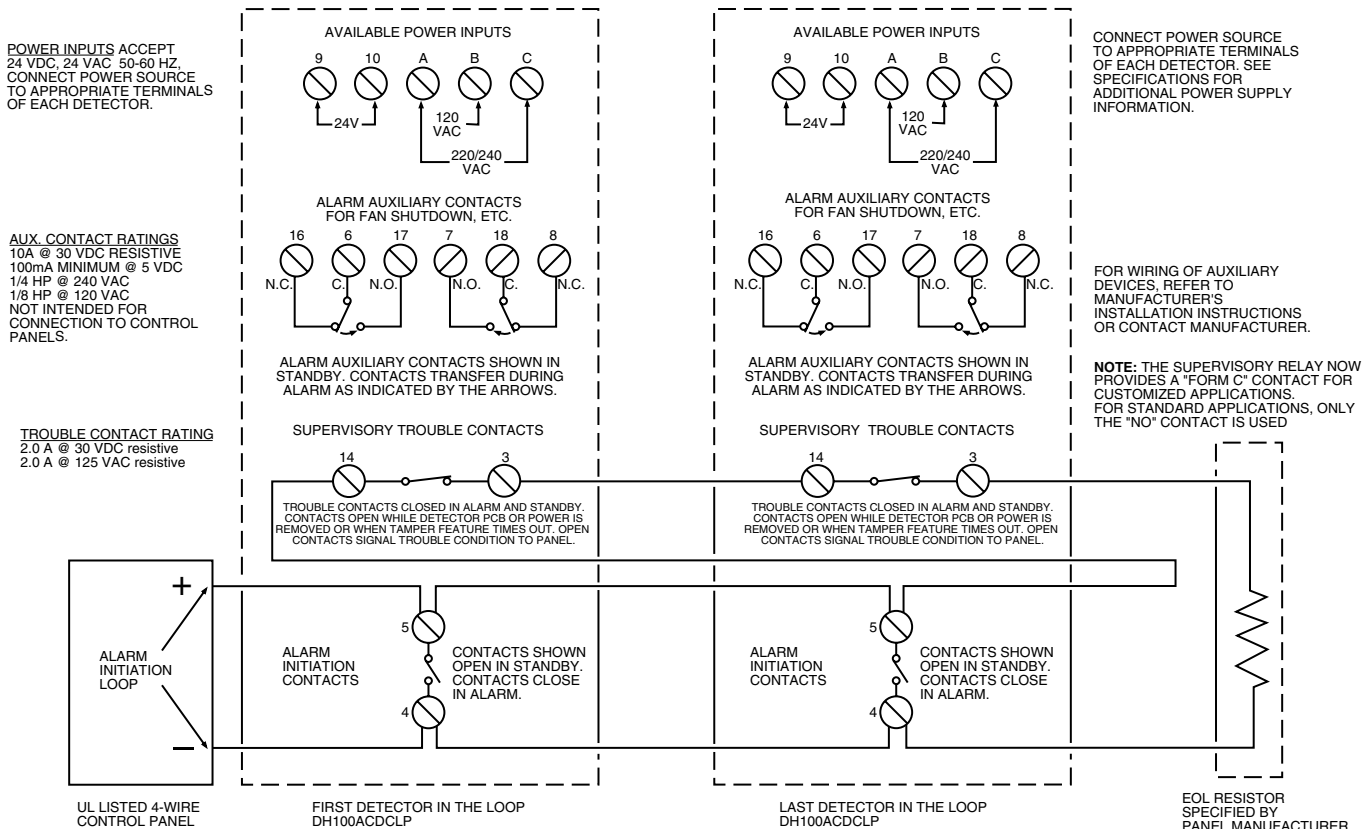 POWER INPUTS ACCEPT
24 VDC, 24 VAC 50-60 HZ,
CONNECT POWER SOURCE
TO APPROPRIATE TERMINALS
OF EACH DETECTOR.
AVAILABLE POWER INPUTS
9 10 A B C
24V
120
VAC
220/240
VAC
AVAILABLE POWER INPUTS
9 10 A B C
24V
120
VAC
220/240
VAC
CONNECT POWER SOURCE
TO APPROPRIATE TERMINALS
OF EACH DETECTOR. SEE
SPECIFICATIONS FOR
ADDITIONAL POWER SUPPLY
INFORMATION.
AUX. CONTACT RATINGS
10A @ 30 VDC RESISTIVE
100mA MINIMUM @ 5 VDC
1/4 HP @ 240 VAC
1/8 HP @ 120 VAC
NOT INTENDED FOR
CONNECTION TO CONTROL
PANELS.
ALARM AUXILIARY CONTACTS
FOR FAN SHUTDOWN, ETC.
16 6 17 7 18 8
N.C. C. N.O. N.O. C. N.C.
ALARM AUXILIARY CONTACTS SHOWN IN
STANDBY. CONTACTS TRANSFER DURING
ALARM AS INDICATED BY THE ARROWS.
ALARM AUXILIARY CONTACTS
FOR FAN SHUTDOWN, ETC.
16 6 17 7 18 8
N.C. C. N.O. N.O. C. N.C.
ALARM AUXILIARY CONTACTS SHOWN IN
STANDBY. CONTACTS TRANSFER DURING
ALARM AS INDICATED BY THE ARROWS.
FOR WIRING OF AUXILIARY
DEVICES, REFER TO
MANUFACTURER'S
INSTALLATION INSTRUCTIONS
OR CONTACT MANUFACTURER.
NOTE: THE SUPERVISORY RELAY NOW
PROVIDES A "FORM C" CONTACT FOR
CUSTOMIZED APPLICATIONS.
FOR STANDARD APPLICATIONS, ONLY
THE "NO" CONTACT IS USED
TROUBLE CONTACT RATING
2.0 A @ 30 VDC resistive
2.0 A @ 125 VAC resistive
SUPERVISORY TROUBLE CONTACTS
14 3
TROUBLE CONTACTS CLOSED IN ALARM AND STANDBY.
CONTACTS OPEN WHILE DETECTOR PCB OR POWER IS
REMOVED OR WHEN TAMPER FEATURE TIMES OUT. OPEN
CONTACTS SIGNAL TROUBLE CONDITION TO PANEL.
SUPERVISORY TROUBLE CONTACTS
14 3
TROUBLE CONTACTS CLOSED IN ALARM AND STANDBY.
CONTACTS OPEN WHILE DETECTOR PCB OR POWER IS
REMOVED OR WHEN TAMPER FEATURE TIMES OUT. OPEN
CONTACTS SIGNAL TROUBLE CONDITION TO PANEL.
+
ALARM
INITIATION
LOOP
−
UL LISTED 4-WIRE
CONTROL PANEL
5
ALARM
INITIATION
CONTACTS
CONTACTS SHOWN
OPEN IN STANDBY.
CONTACTS CLOSE
IN ALARM.
4
FIRST DETECTOR IN THE LOOP
DH100ACDCLP
5
ALARM
INITIATION
CONTACTS
CONTACTS SHOWN
OPEN IN STANDBY.
CONTACTS CLOSE
IN ALARM.
4
LAST DETECTOR IN THE LOOP
DH100ACDCLP
EOL RESISTOR
SPECIFIED BY
PANEL MANUFACTURER